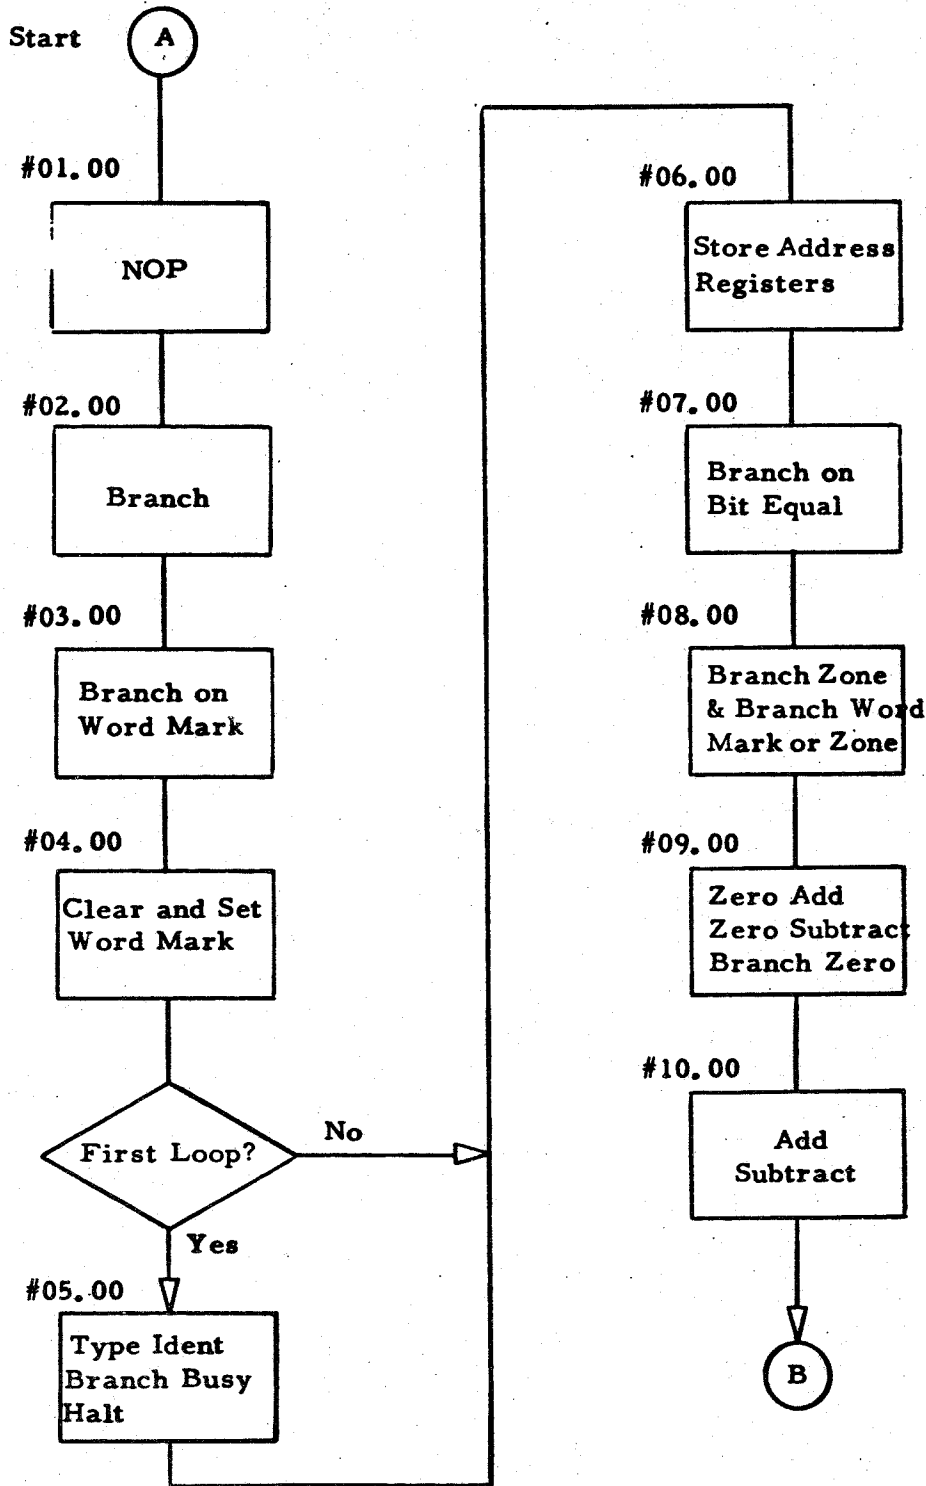 Start
A
#01.00
NOP
#02.00
Branch
#03.00
Branch on
Word Mark
#04.00
Clear and Set
Word Mark
First Loop?
No
Yes
#05.00
Type Ident
Branch Busy
Halt
#06.00
Store Address
Registers
#07.00
Branch on
Bit Equal
#08.00
Branch Zone
& Branch Word
Mark or Zone
#09.00
Zero Add
Zero Subtract
Branch Zero
#10.00
Add
Subtract
B